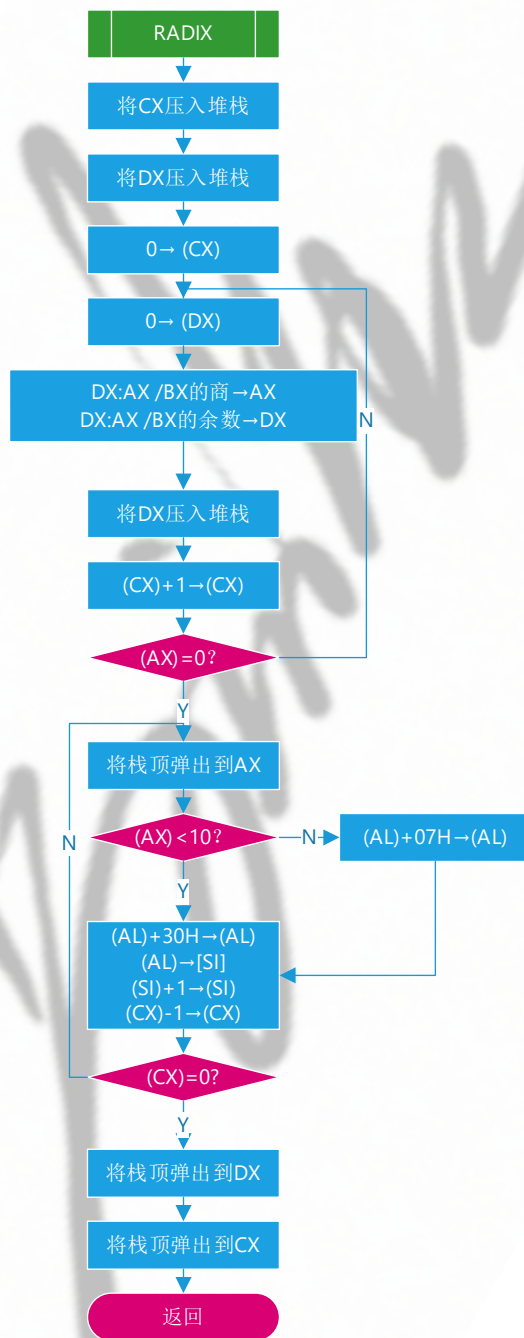 RADIX
将CX压入堆栈
将DX压入堆栈
0→ (CX)
0→ (DX)
DX:AX /BX的商→AX
DX:AX /BX的余数→DX
N
将DX压入堆栈
(CX)+1→(CX)
(AX)=0?
Y
将栈顶弹出到AX
N
(AX)<10?
N
(AL)+07H→(AL)
Y
(AL)+30H→(AL)
(AL)→[SI]
(SI)+1→(SI)
(CX)-1→(CX)
(CX)=0?
Y
将栈顶弹出到DX
将栈顶弹出到CX
返回